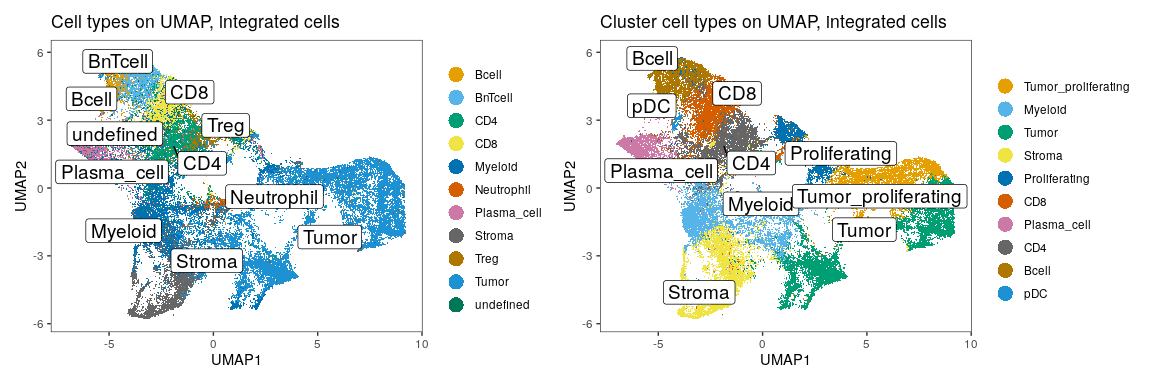 Cell types on UMAP, integrated cells
6
3
0
-3
-6
-5
0
5
10
UMAP2
UMAP1
BnTcell
Bcell
CD8
undefined
Treg
CD4
Plasma_cell
Neutrophil
Myeloid
Tumor
Stroma
Bcell
BnTcell
CD4
CD8
Myeloid
Neutrophil
Plasma_cell
Stroma
Treg
Tumor
undefined
Cluster cell types on UMAP, integrated cells
6
3
0
-3
-6
-5
0
5
10
UMAP2
UMAP1
Bcell
pDC
CD8
Proliferating
CD4
Plasma_cell
Myeloid
Tumor_proliferating
Tumor
Stroma
Tumor_proliferating
Myeloid
Tumor
Stroma
Proliferating
CD8
Plasma_cell
CD4
Bcell
pDC